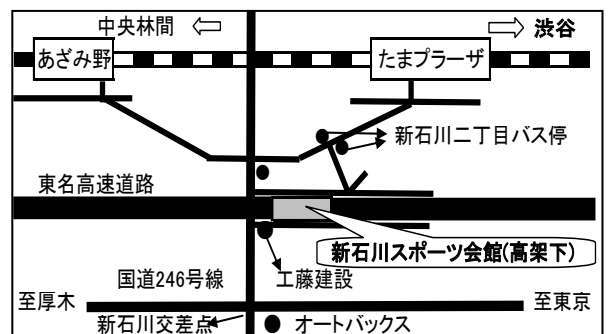 中央林間 ⇦
⇨ 渋谷
あざみ野
たまプラーザ
新石川二丁目バス停
東名高速道路
新石川スポーツ会館(高架下)
国道246号線
工藤建設
至厚木
至東京
新石川交差点
オートバックス